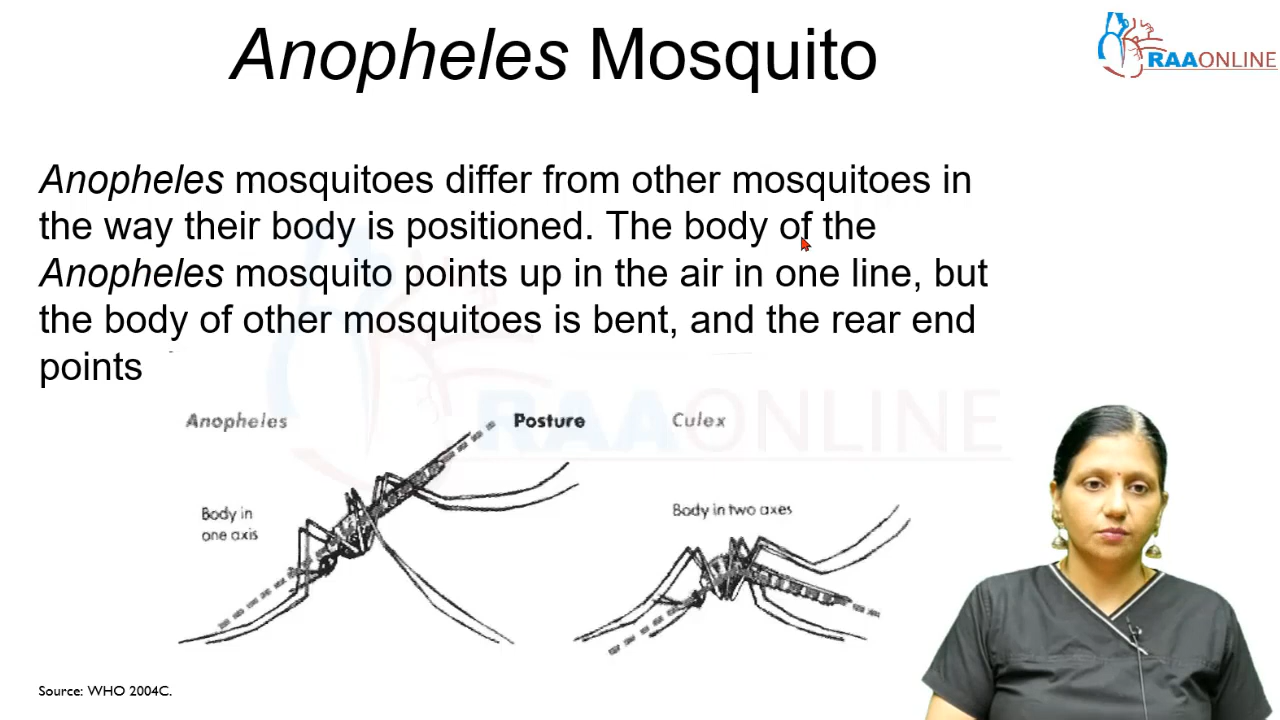 Anopheles Mosquito
RAAONLINE
Anopheles mosquitoes differ from other mosquitoes in
the way their body is positioned. The body of the
Anopheles mosquito points up in the air in one line, but
the body of other mosquitoes is bent, and the rear end
points
RAAONLINE
Anopheles Posture Culex
Body in
one axis
Body in two axes
Source: WHO 2004C.